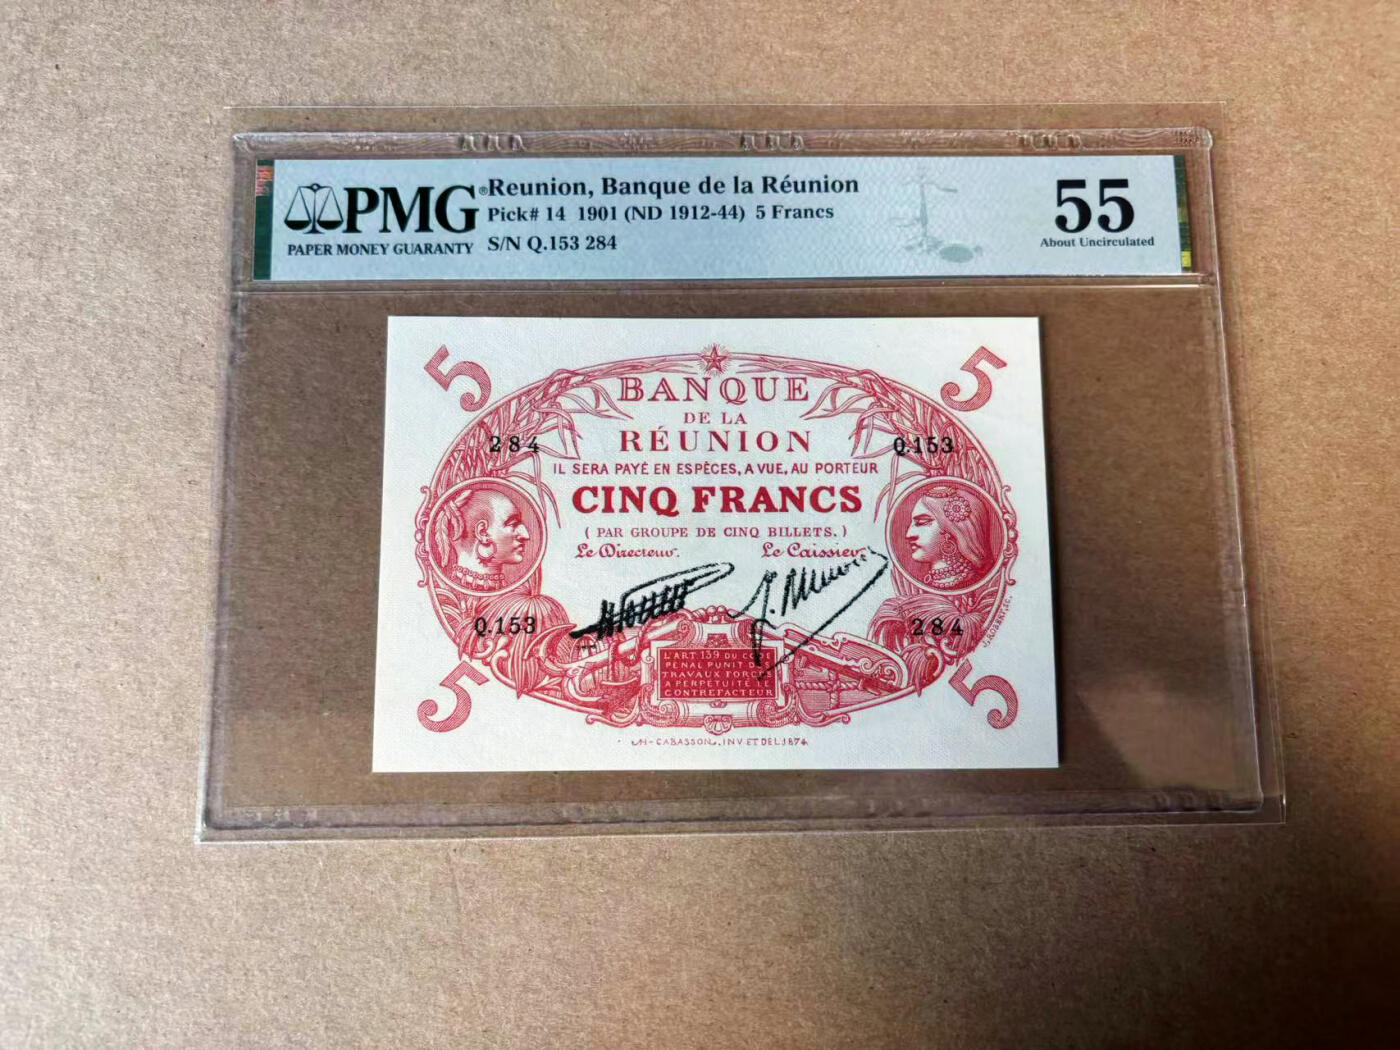 PMG®
PAPER MONEY GUARANTY
Reunion, Banque de la Réunion
Pick# 14 1901 (ND 1912-44) 5 Francs
S/N Q.153 284
55
About Uncirculated
5
5
BANQUE
DE LA
RÉUNION
284
Q.153
IL SERA PAYÉ EN ESPÈCES, A VUE, AU PORTEUR
CINQ FRANCS
( PAR GROUPE DE CINQ BILLETS. )
Le Directeur.
Le Caissier.
Q.153
284
L'ART. 139 DU CODE
PÉNAL PUNIT DES
TRAVAUX FORCÉS
A PERPÉTUITÉ LE
CONTREFACTEUR
5
5
CABASSON, INV. ET DEL. 1874